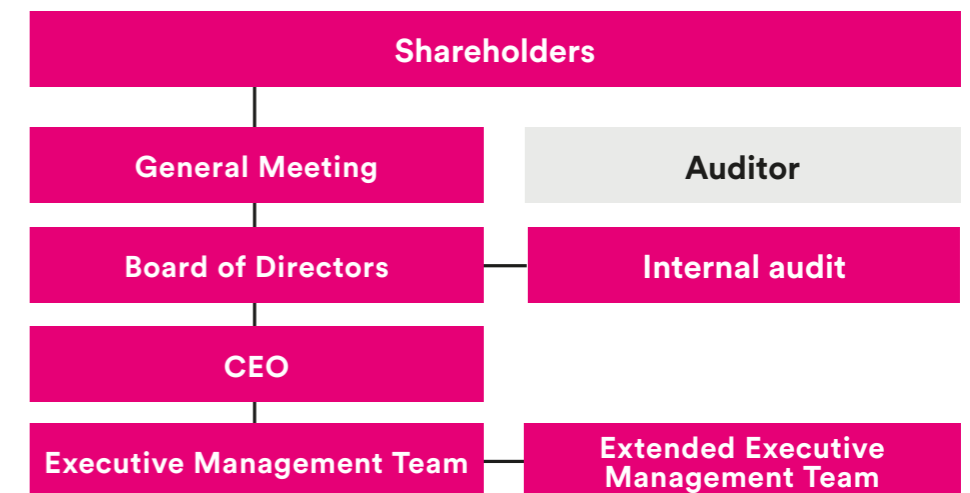 Shareholders
General Meeting
Auditor
Board of Directors
Internal audit
CEO
Executive Management Team
Extended Executive
Management Team